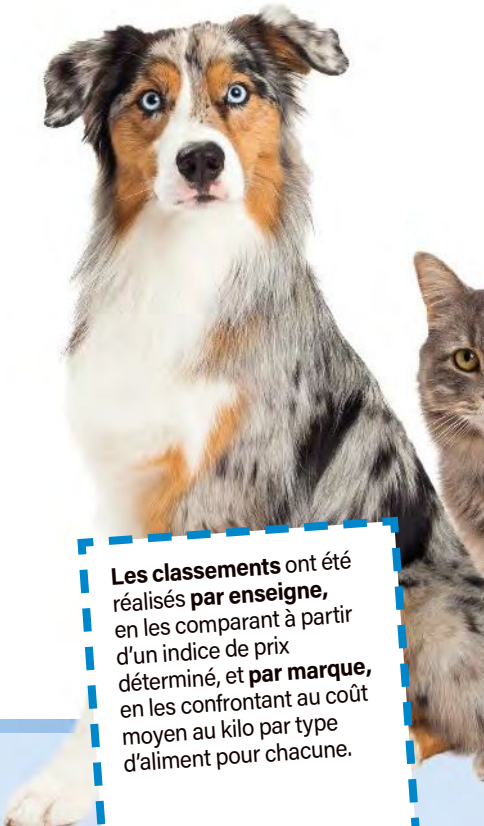 Les classements ont été
réalisés par enseigne,
en les comparant à partir
d'un indice de prix
déterminé, et par marque,
en les confrontant au coût
moyen au kilo par type
d'aliment pour chacune.